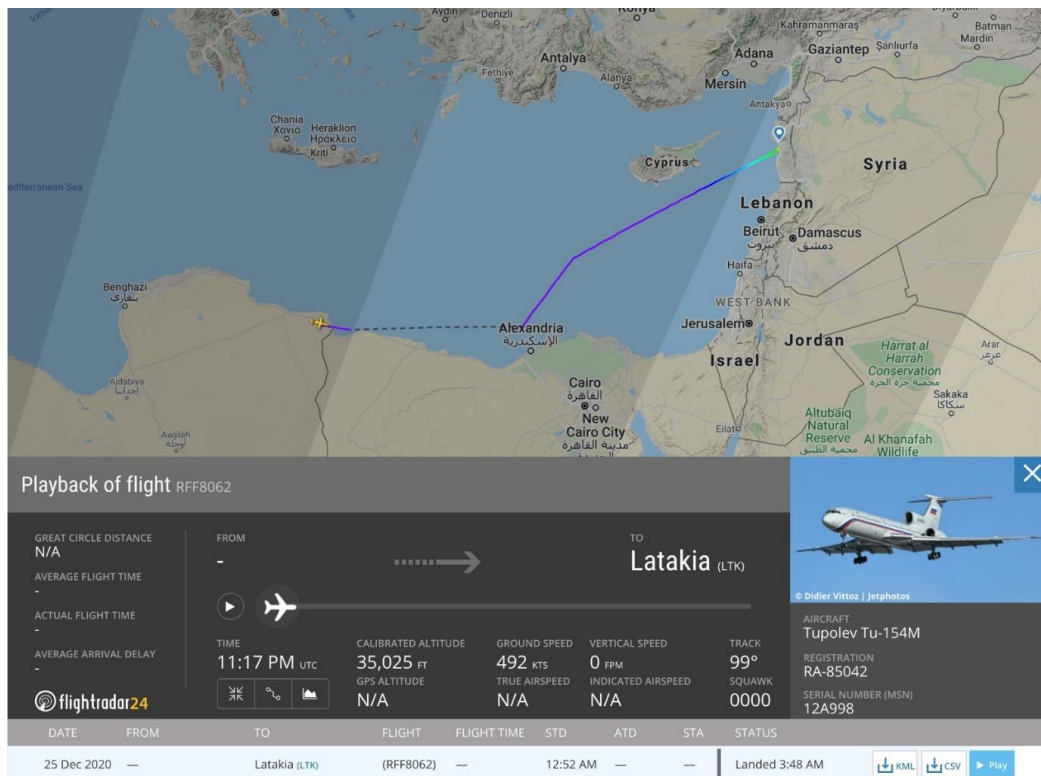 Aydın
Denizli
Konya
Kahramanmaraş
Batman
Mardin
Antalya
Adana
Gaziantep
Şanlıurfa
Fethiye
Alanya
Mersin
Antakya
Chania
Χανιά
Heraklion
Ηράκλειο
Kriti
Cyprus
Syria
editerranean Sea
Lebanon
Beirut
بيروت
Damascus
دمشق
Haifa
Benghazi
بنغازي
WEST BANK
Alexandria
الإسكندرية
Jerusalem
Jordan
Israel
Harrat al
Harrah
Conservation
محمية حرة الحرة
Arar
عرعر
Ajdabiya
إجدابيا
Cairo
القاهرة
New
Cairo City
مدينة القاهرة
Sakaka
سكاكا
Awjilah
أوجلة
Eilat
Altubaiq
Natural
Reserve
محمية الطبيق
Al Khanafah
Wildlife
Playback of flight RFF8062
GREAT CIRCLE DISTANCE
N/A
AVERAGE FLIGHT TIME
-
ACTUAL FLIGHT TIME
-
AVERAGE ARRIVAL DELAY
-
flightradar24
FROM
-
TO
Latakia (LTK)
TIME
11:17 PM UTC
CALIBRATED ALTITUDE
35,025 FT
GPS ALTITUDE
N/A
GROUND SPEED
492 KTS
TRUE AIRSPEED
N/A
VERTICAL SPEED
0 FPM
INDICATED AIRSPEED
N/A
TRACK
99°
SQUAWK
0000
© Didier Vittoz | Jetphotos
AIRCRAFT
Tupolev Tu-154M
REGISTRATION
RA-85042
SERIAL NUMBER (MSN)
12A998
DATE FROM TO FLIGHT FLIGHT TIME STD ATD STA STATUS
25 Dec 2020 — Latakia (LTK) (RFF8062) — 12:52 AM — — Landed 3:48 AM KML CSV Play